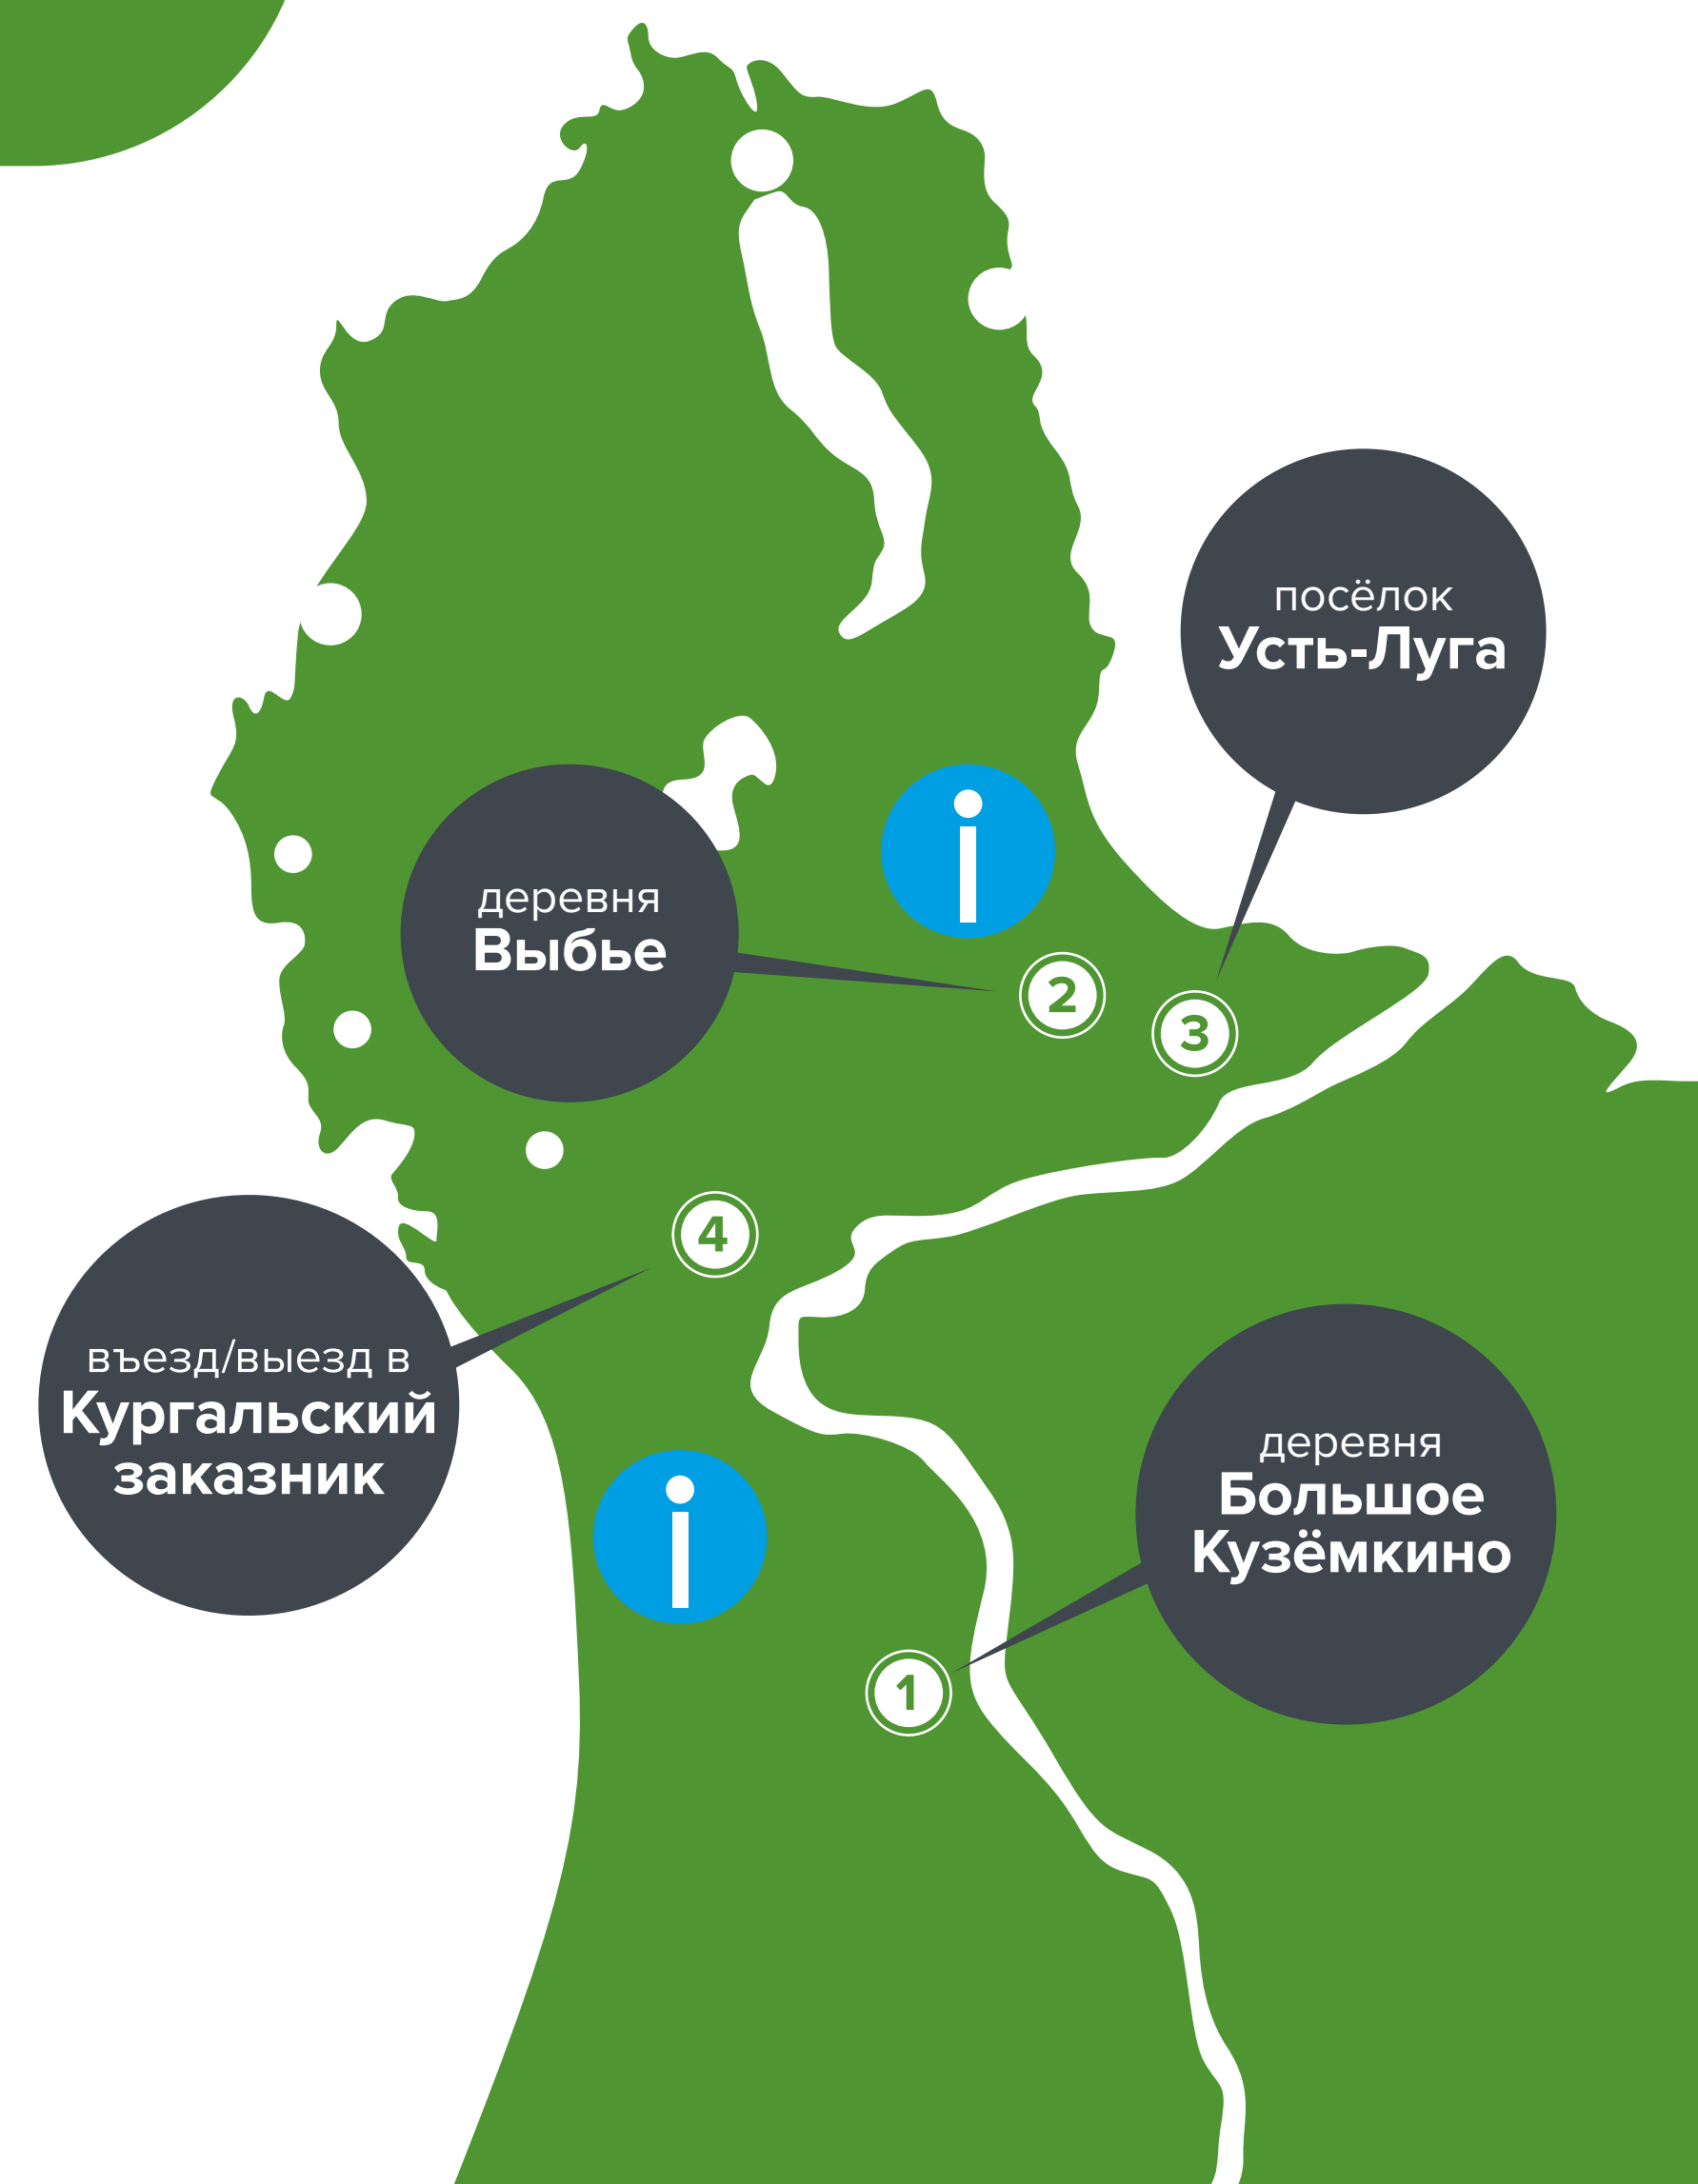 посёлок
Усть-Луга
деревня
Выбье
i
2
3
4
въезд/выезд в
Кургальский
заказник
деревня
Большое
Кузёмкино
i
1